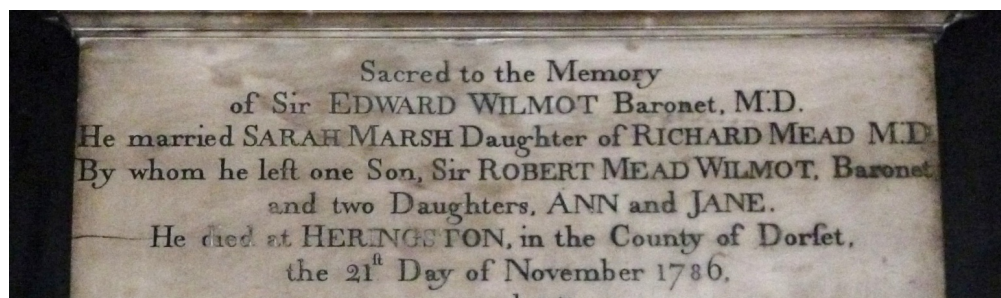 Sacred to the Memory
of Sir EDWARD WILMOT Baronet, M.D.
He married SARAH MARSH Daughter of RICHARD MEAD M.D.
By whom he left one Son, Sir ROBERT MEAD WILMOT, Baronet
and two Daughters, ANN and JANE.
He died at HERINGSTON, in the County of Dorſet,
the 21ſt Day of November 1786,